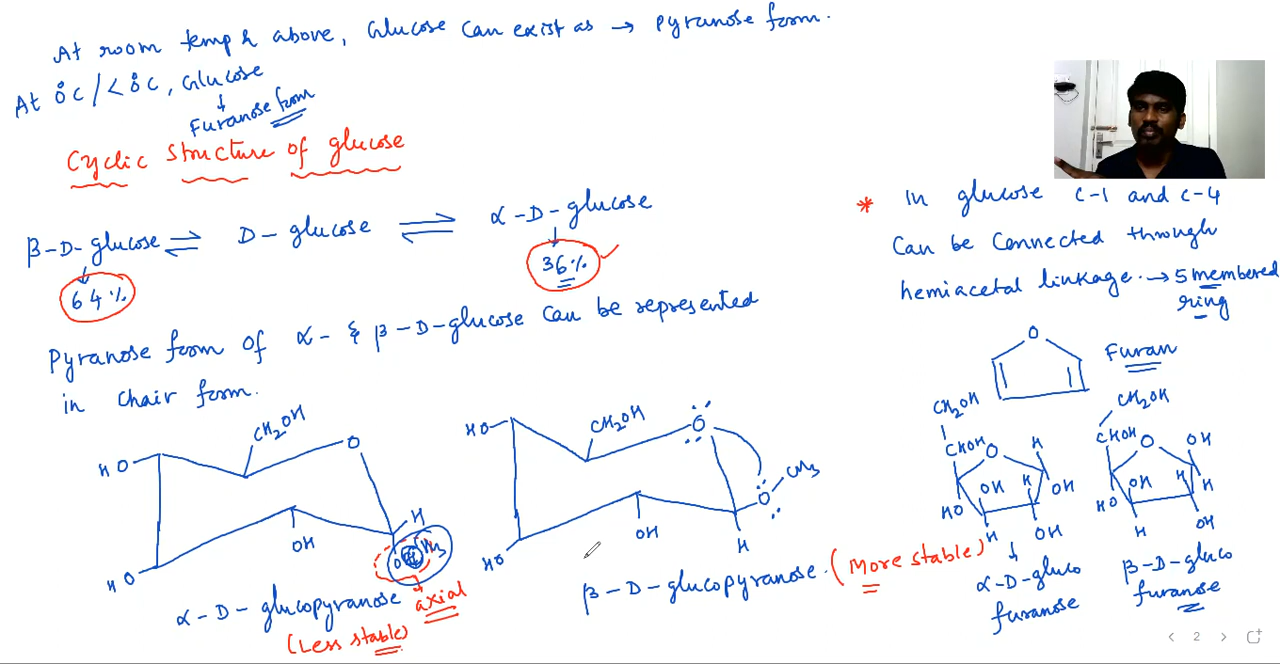 At room temp & above, Glucose can exist as → pyranose form.
At 0°C / < 0°C, Glucose
↓
Furanose form
Cyclic structure of glucose
β-D-glucose ⇌ D-glucose ⇌ α-D-glucose
64%
36% ✓
Pyranose form of α- & β-D-glucose can be represented
in chair form.
CH2OH
O
HO
HO
OH
H
axial
α-D-glucopyranose
(Less stable)
CH2OH
O
HO
HO
OH
O
CH3
H
β-D-glucopyranose. (More stable)
* In glucose C-1 and C-4
Can be connected through
hemiacetal linkage. → 5 membered
ring
O
Furan
CH2OH
CHOH
O
H
OH
H
OH
HO
H
OH
α-D-gluco
furanose
CH2OH
CHOH
O
OH
OH
H
H
HO
H
OH
β-D-gluco
furanose
< 2 >